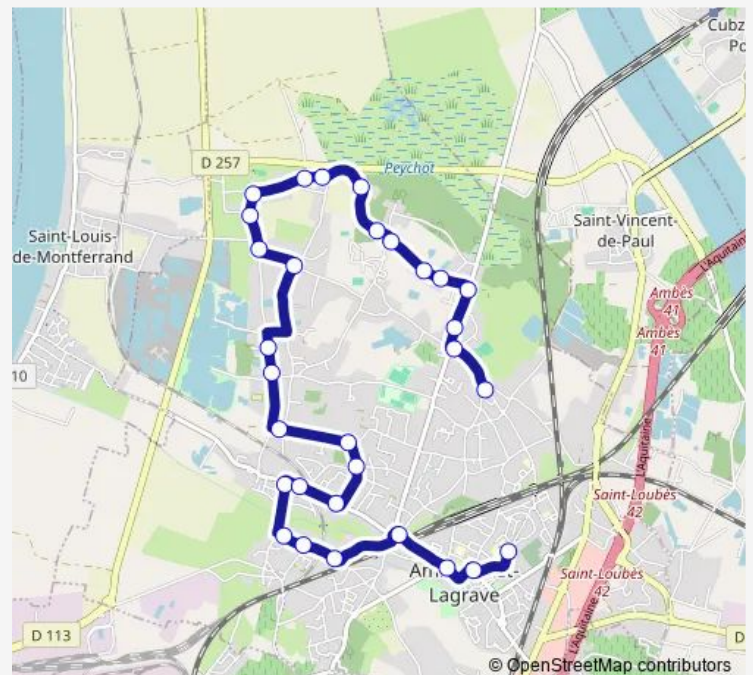 Cubz
Po
D 257
Peychot
Saint-Louis-
de-Montferrand
Saint-Vincent-
de-Paul
L'Aquitaine
Ambès
41
Ambès
41
10
L'Aquitaine
Saint-Loubès
42
Lagrave
Saint-Loubès
42
L'Aquitaine
D 113
D
© OpenStreetMap contributors